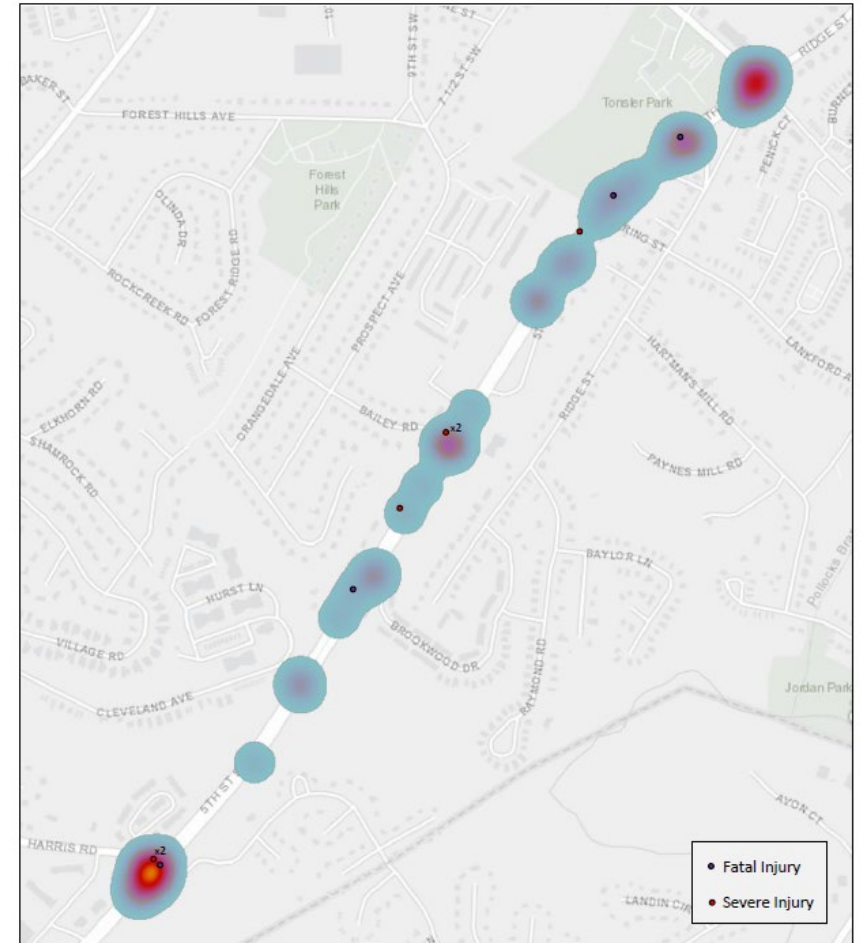 RIDGE ST
9TH ST SW
7 1/2 ST SW
BAKER ST
FOREST HILLS AVE
Tonsler Park
PENICK CT
Forest
Hills
Park
OLINDA DR
FOREST RIDGE RD
ROCKCREEK RD
PROSPECT AVE
ORANGEDALE AVE
HARTMAN'S MILL RD
RIDGE ST
ELKHORN RD
BAILEY RD
x2
SHAMROCK RD
PAYNES MILL RD
BAYLOR LN
HURST LN
BROOKWOOD DR
VILLAGE RD
RAYMOND RD
CLEVELAND AVE
Jordan Park
5TH ST
AVON CT
HARRIS RD
x2
Fatal Injury
Severe Injury